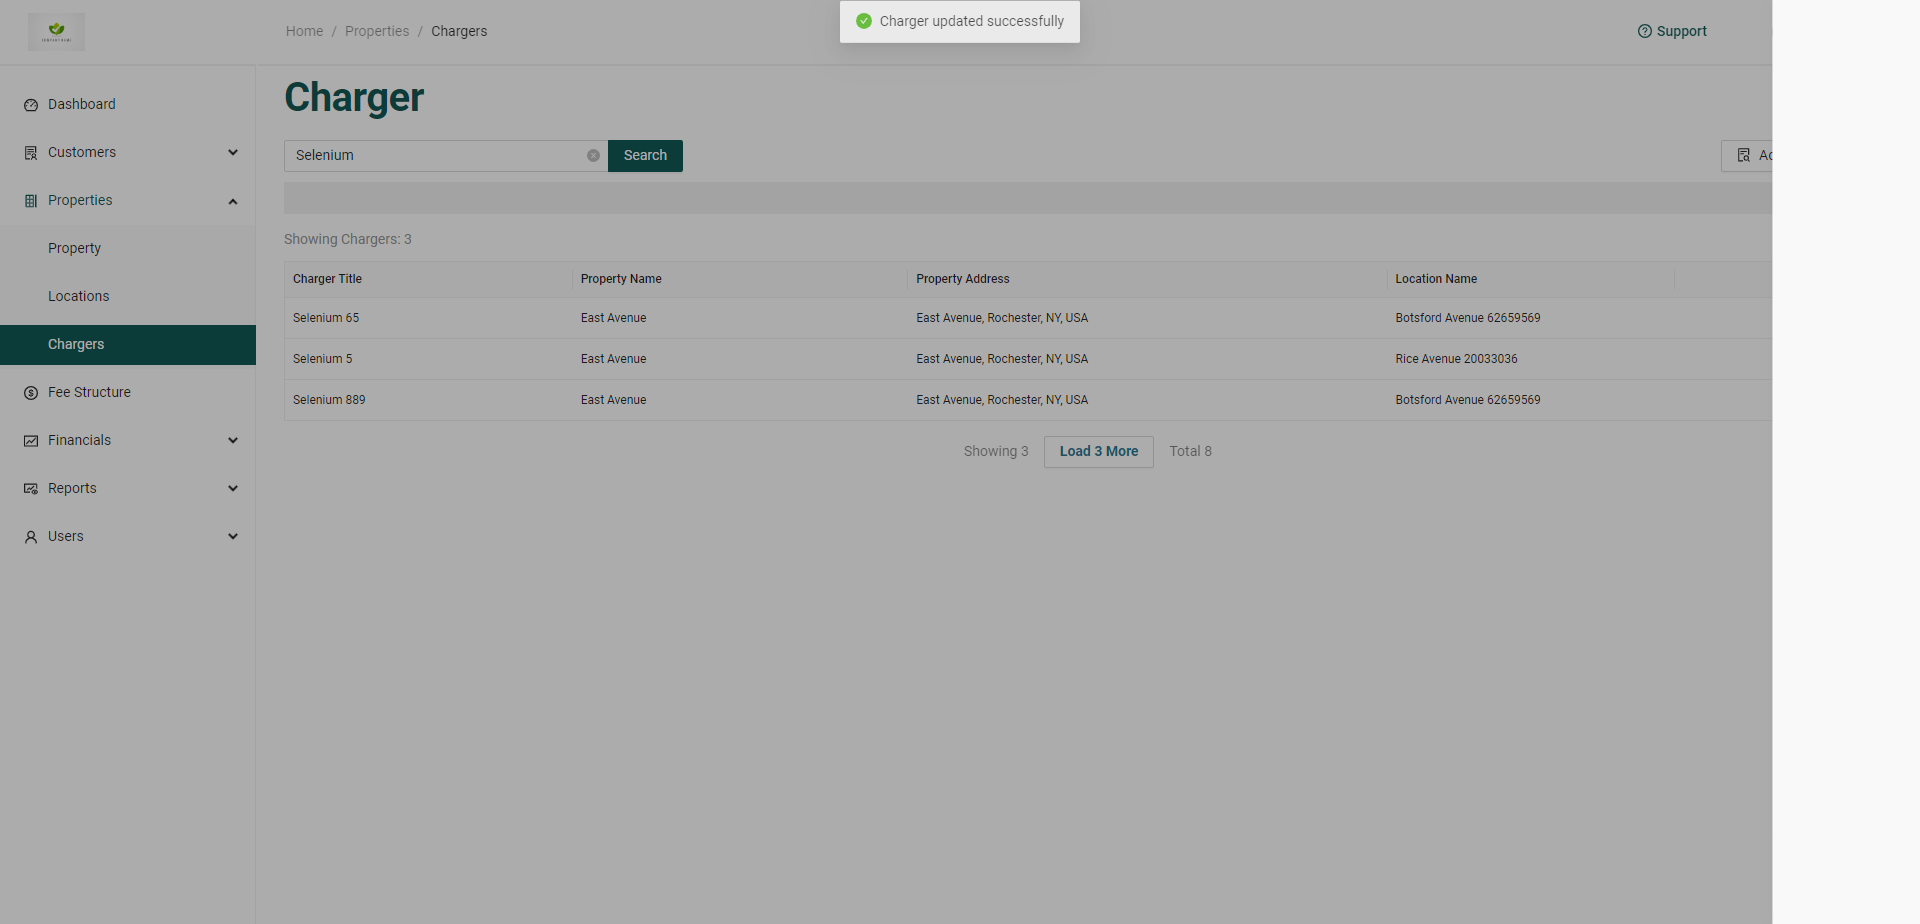 Home / Properties / Chargers
Charger updated successfully
Support
Dashboard
Customers
Properties
Property
Locations
Chargers
Fee Structure
Financials
Reports
Users
Charger
Selenium
Search
Showing Chargers: 3
Charger Title Property Name Property Address Location Name
Selenium 65 East Avenue East Avenue, Rochester, NY, USA Botsford Avenue 62659569
Selenium 5 East Avenue East Avenue, Rochester, NY, USA Rice Avenue 20033036
Selenium 889 East Avenue East Avenue, Rochester, NY, USA Botsford Avenue 62659569
Showing 3 Load 3 More Total 8